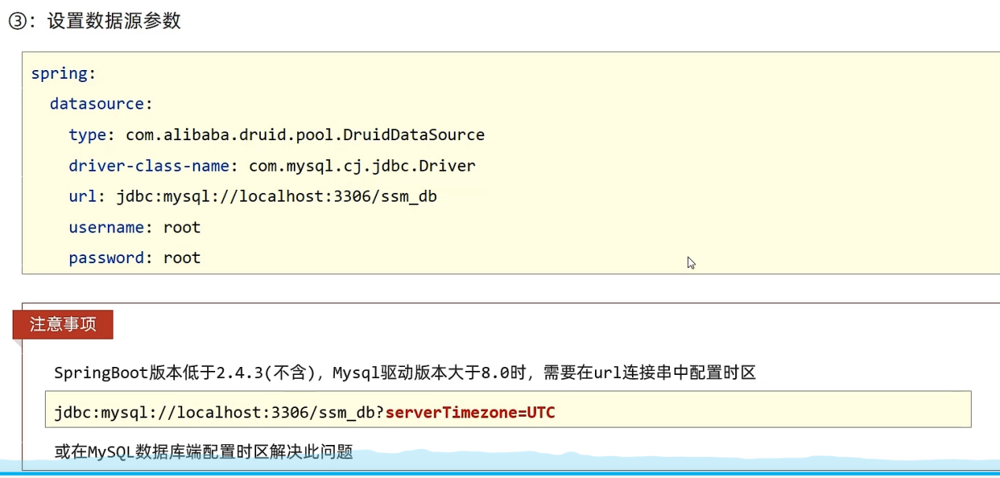 ③：设置数据源参数
spring:
datasource:
type: com.alibaba.druid.pool.DruidDataSource
driver-class-name: com.mysql.cj.jdbc.Driver
url: jdbc:mysql://localhost:3306/ssm_db
username: root
password: root
注意事项
SpringBoot版本低于2.4.3(不含)，Mysql驱动版本大于8.0时，需要在url连接串中配置时区
jdbc:mysql://localhost:3306/ssm_db?serverTimezone=UTC
或在MySQL数据库端配置时区解决此问题